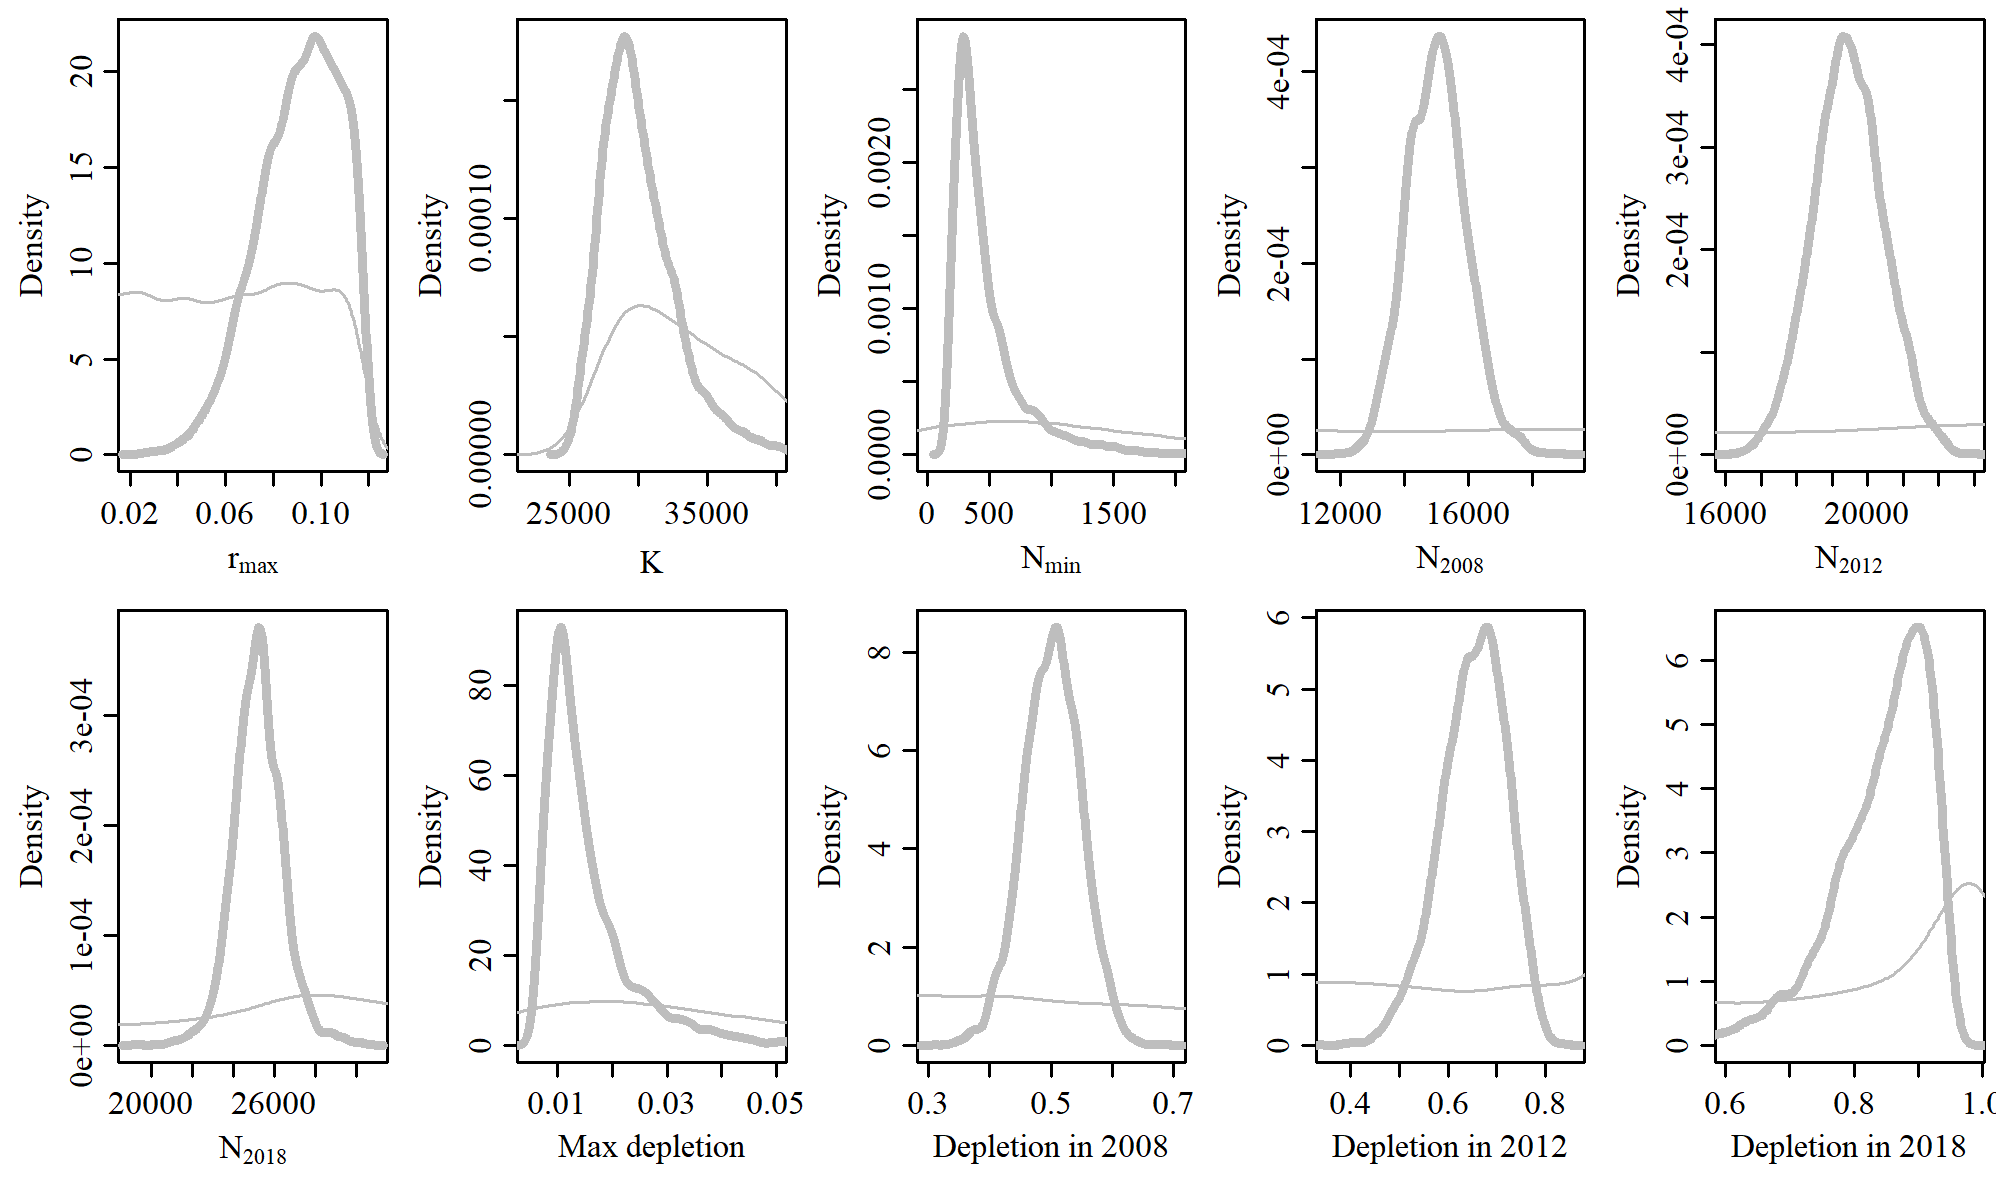 Density
0 5 10 15 20
0.02 0.06 0.10
rmax
Density
0.00000 0.00010
25000 35000
K
Density
0.0000 0.0010 0.0020
0 500 1500
Nmin
Density
0e+00 2e-04 4e-04
12000 16000
N2008
Density
0e+00 2e-04 3e-04 4e-04
16000 20000
N2012
Density
0e+00 1e-04 2e-04 3e-04
20000 26000
N2018
Density
0 20 40 60 80
0.01 0.03 0.05
Max depletion
Density
0 2 4 6 8
0.3 0.5 0.7
Depletion in 2008
Density
0 1 2 3 4 5 6
0.4 0.6 0.8
Depletion in 2012
Density
0 1 2 3 4 5 6
0.6 0.8 1.0
Depletion in 2018